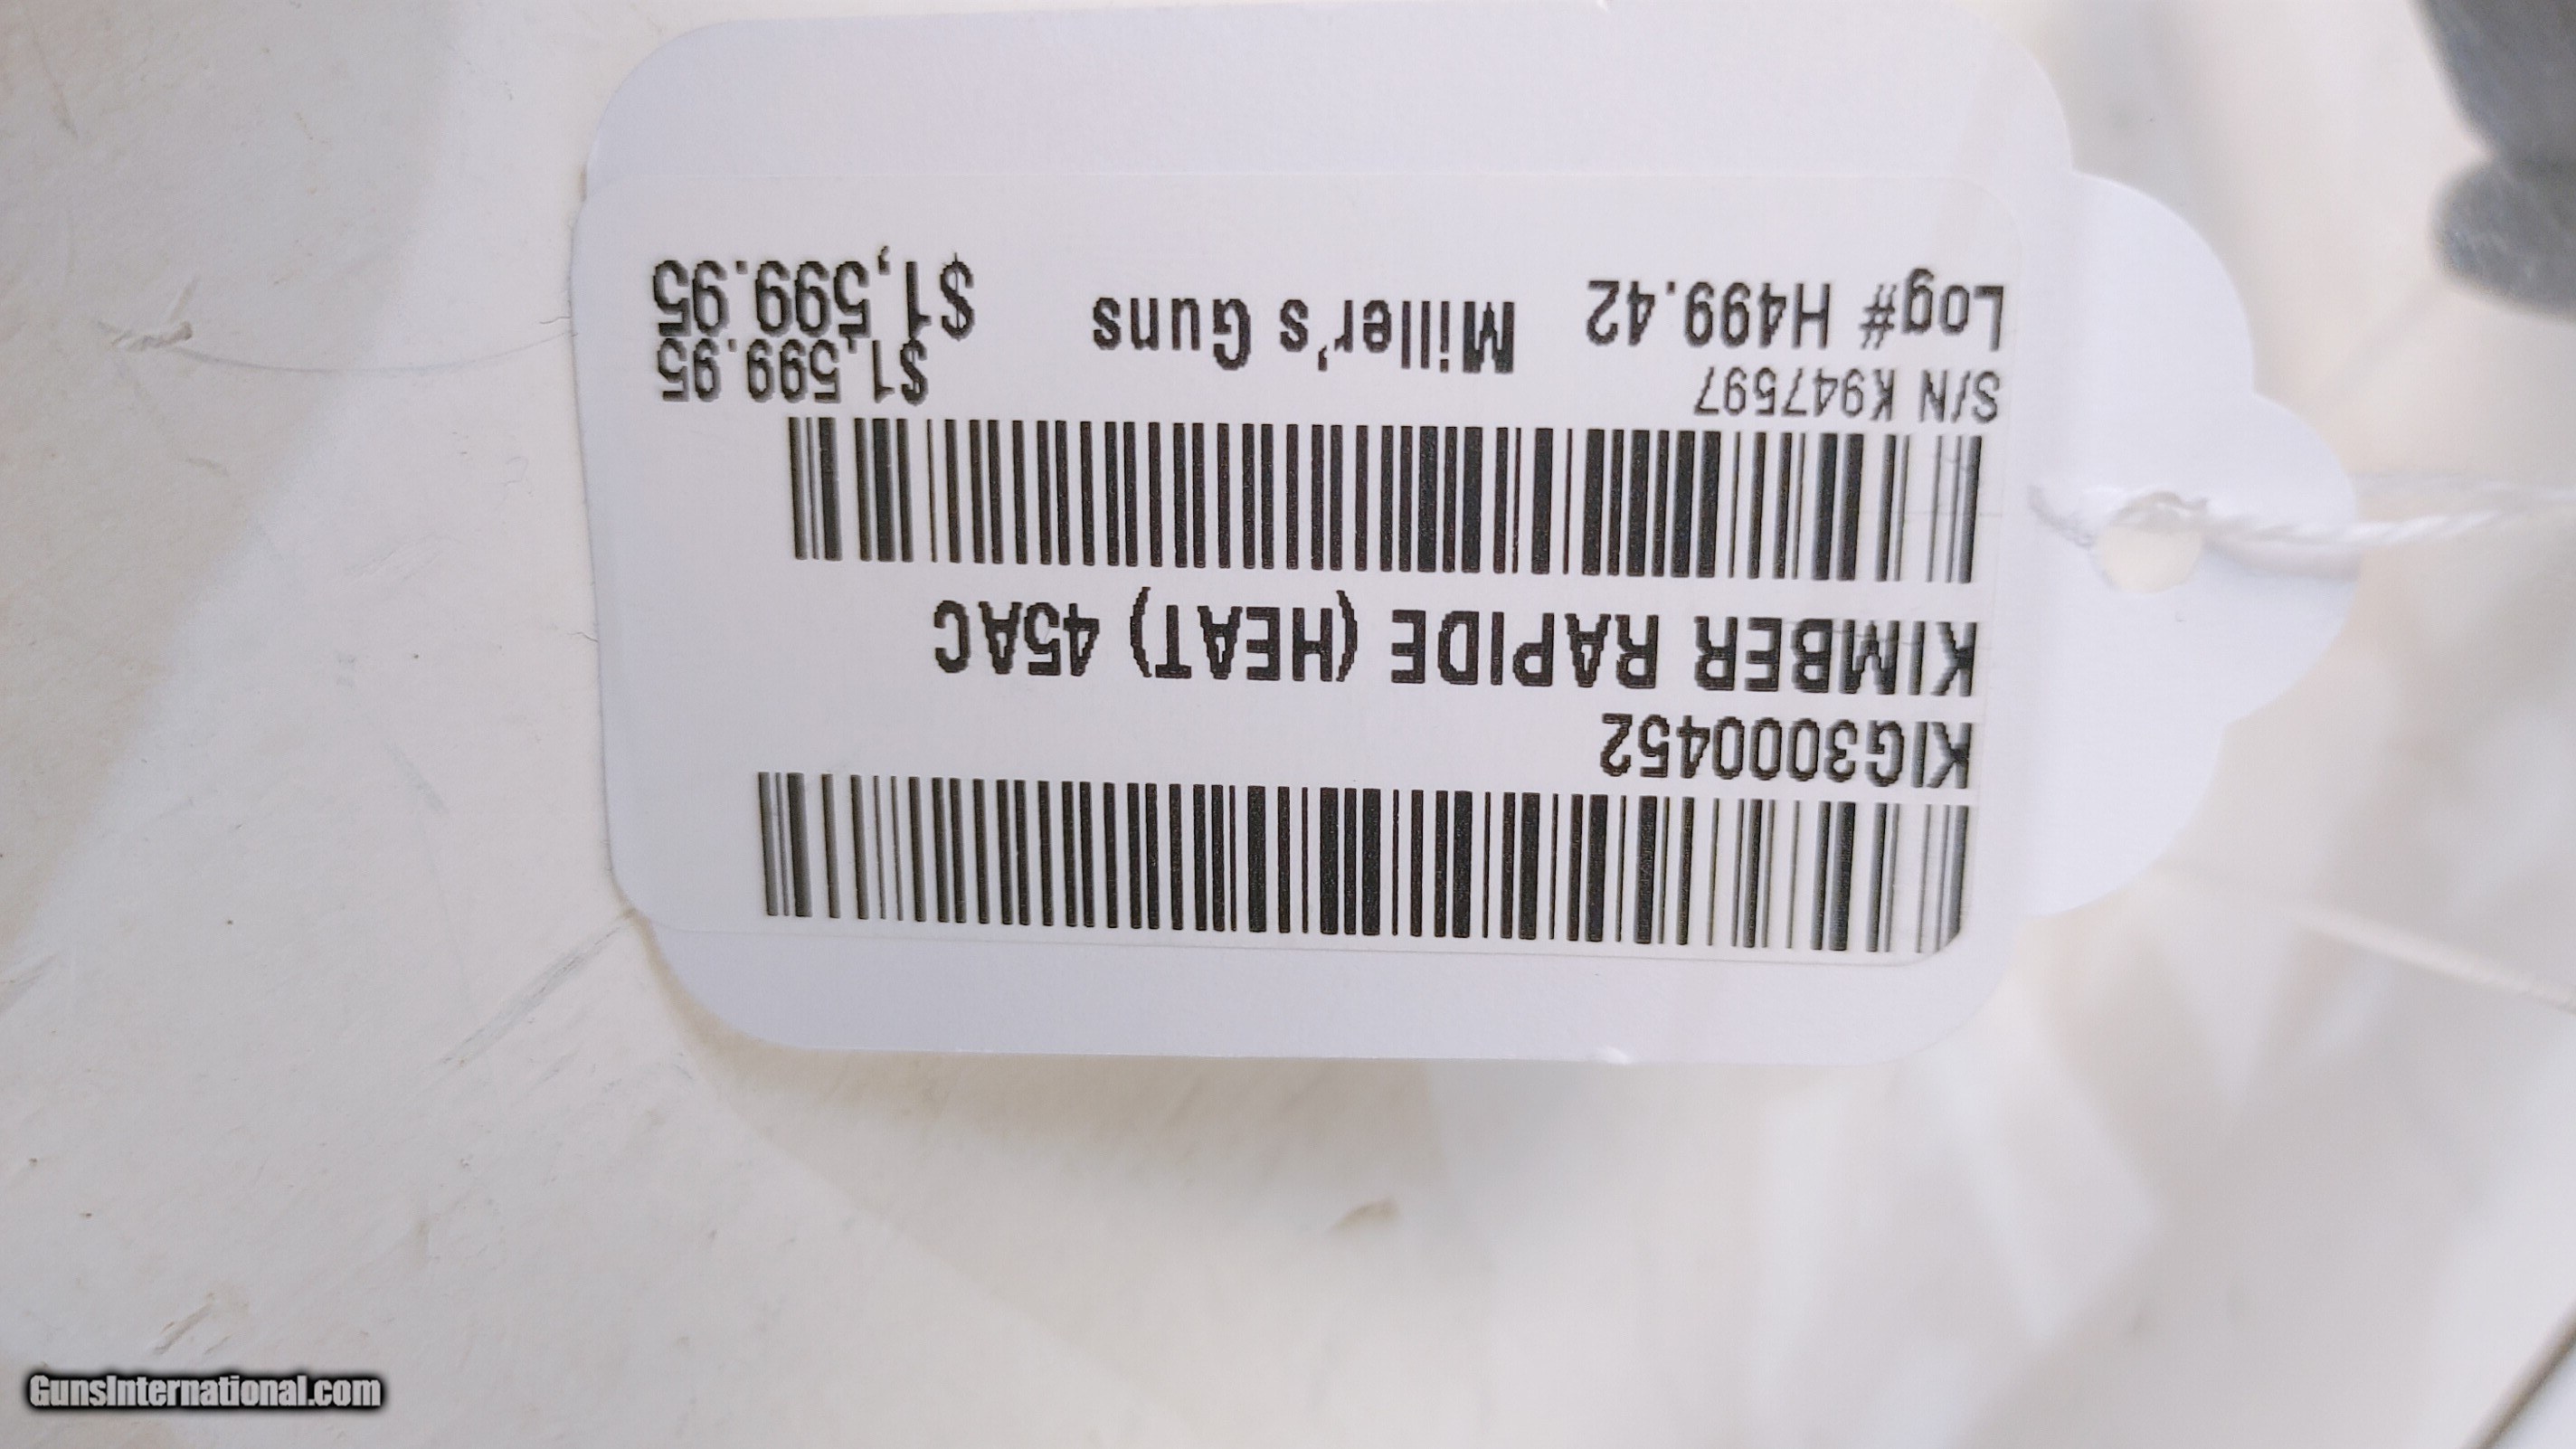 KIG3000452
KIMBER RAPIDE (HEAT) 45AC
S/N K947597 $1,599.95
Log# H499.42 Miller's Guns $1,599.95
GunsInternational.com